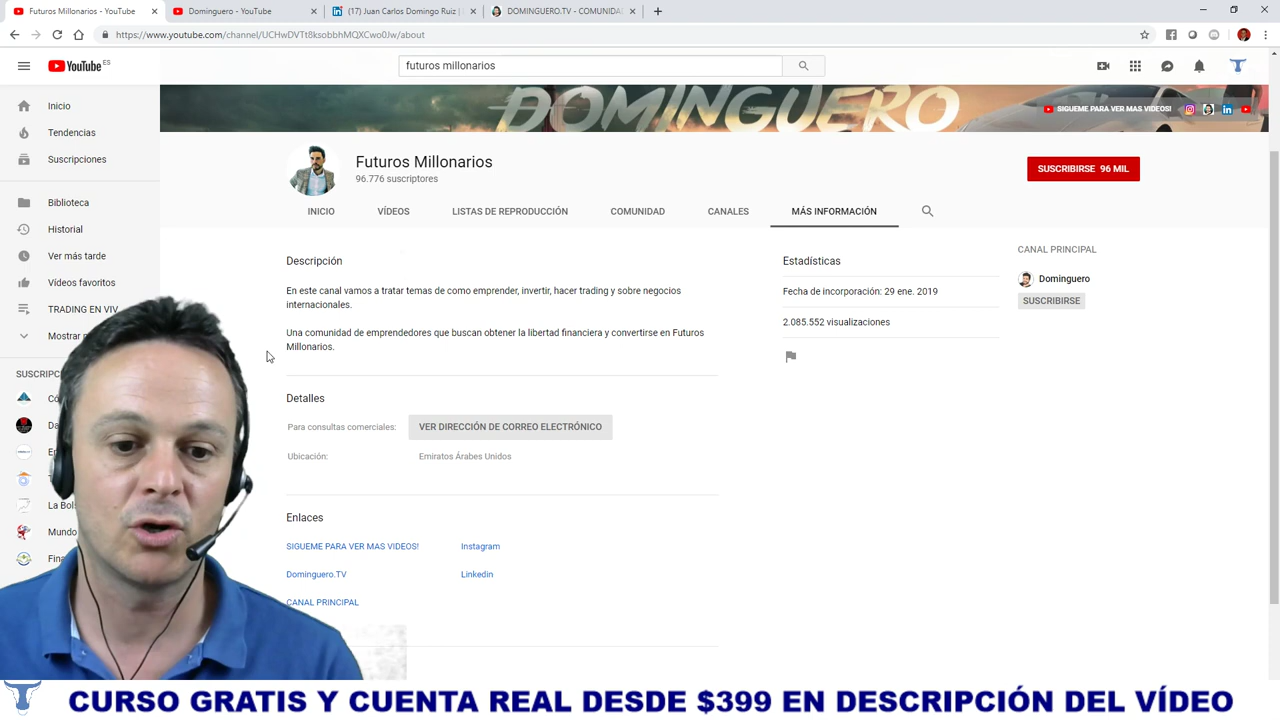 Futuros Millonarios - YouTube
Dominguero - YouTube
(17) Juan Carlos Domingo Ruiz |
DOMINGUERO.TV - COMUNIDA
https://www.youtube.com/channel/UCHwDVTt8ksobbhMQXCwo0Jw/about
YouTube ES
futuros millonarios
Inicio
Tendencias
Suscripciones
Biblioteca
Historial
Ver más tarde
Vídeos favoritos
TRADING EN VIV
Mostrar
SUSCRIPC
La Bol
Mundo
DOMINGUERO
SIGUEME PARA VER MAS VIDEOS!
Futuros Millonarios
96.776 suscriptores
SUSCRIBIRSE 96 MIL
INICIO
VÍDEOS
LISTAS DE REPRODUCCIÓN
COMUNIDAD
CANALES
MÁS INFORMACIÓN
Descripción
En este canal vamos a tratar temas de como emprender, invertir, hacer trading y sobre negocios
internacionales.
Una comunidad de emprendedores que buscan obtener la libertad financiera y convertirse en Futuros
Millonarios.
Detalles
Para consultas comerciales:
VER DIRECCIÓN DE CORREO ELECTRÓNICO
Ubicación:
Emiratos Árabes Unidos
Enlaces
SIGUEME PARA VER MAS VIDEOS!
Instagram
Dominguero.TV
Linkedin
CANAL PRINCIPAL
Estadísticas
Fecha de incorporación: 29 ene. 2019
2.085.552 visualizaciones
CANAL PRINCIPAL
Dominguero
SUSCRIBIRSE
CURSO GRATIS Y CUENTA REAL DESDE $399 EN DESCRIPCIÓN DEL VÍDEO